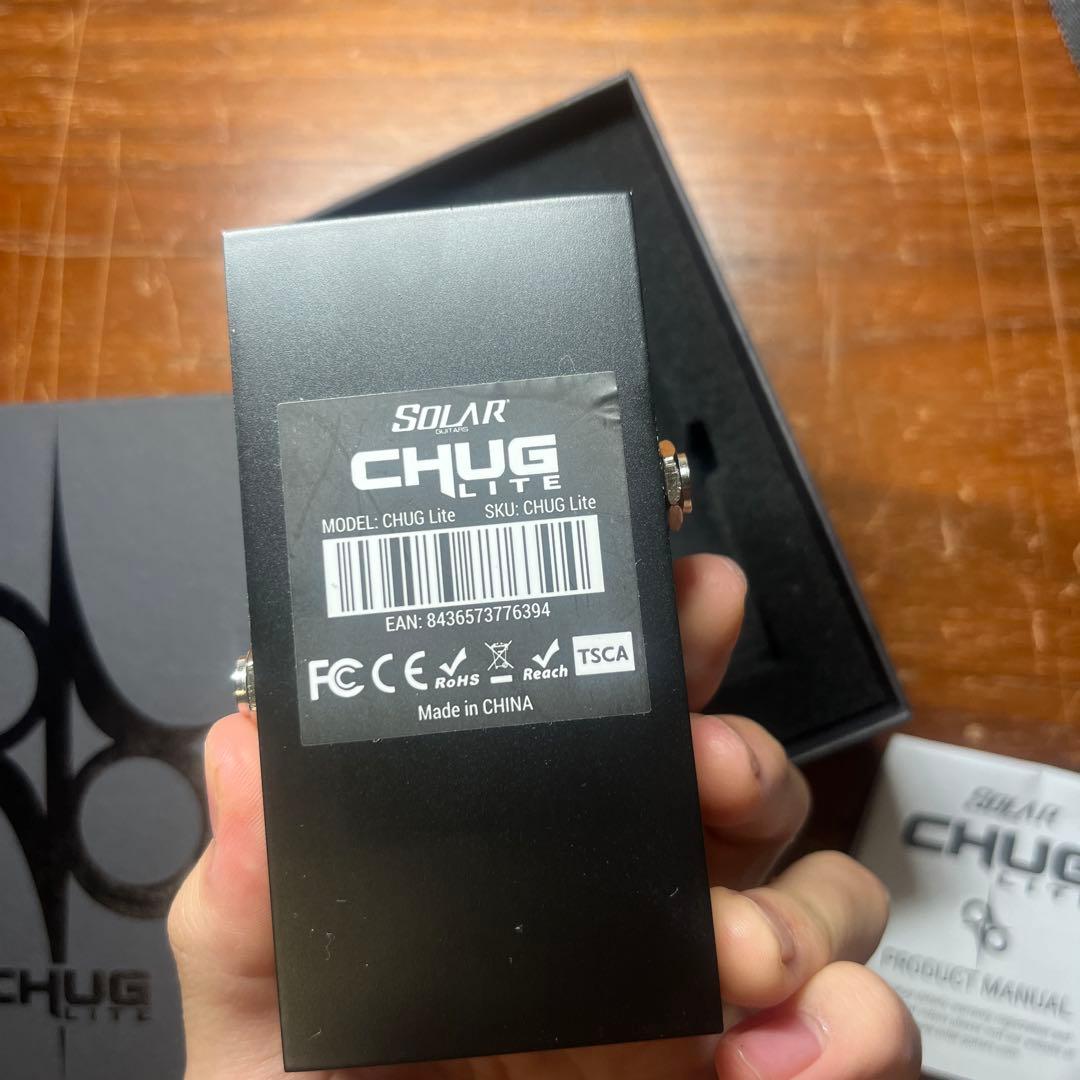 SOLAR
GUITARS
CHUG
LITE
MODEL: CHUG Lite SKU: CHUG Lite
EAN: 8436573776394
FC CE RoHS Reach TSCA
Made in CHINA
CHUG
LITE
SOLAR
CHUG
PRODUCT MANUAL